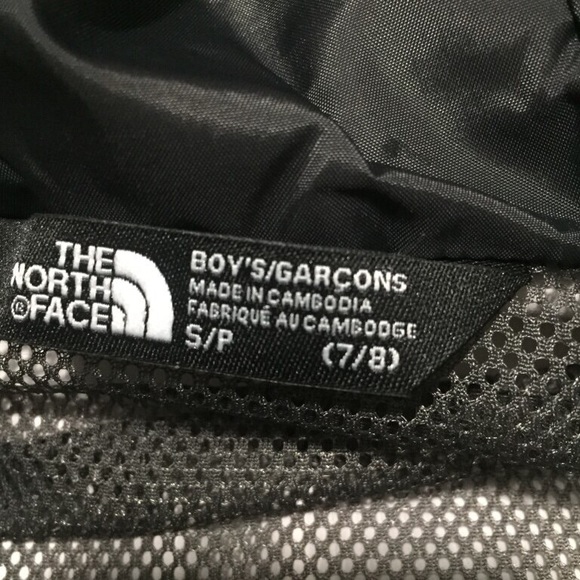 THE
NORTH
®FACE
BOY'S/GARÇONS
MADE IN CAMBODIA
FABRIQUÉ AU CAMBODGE
S/P (7/8)